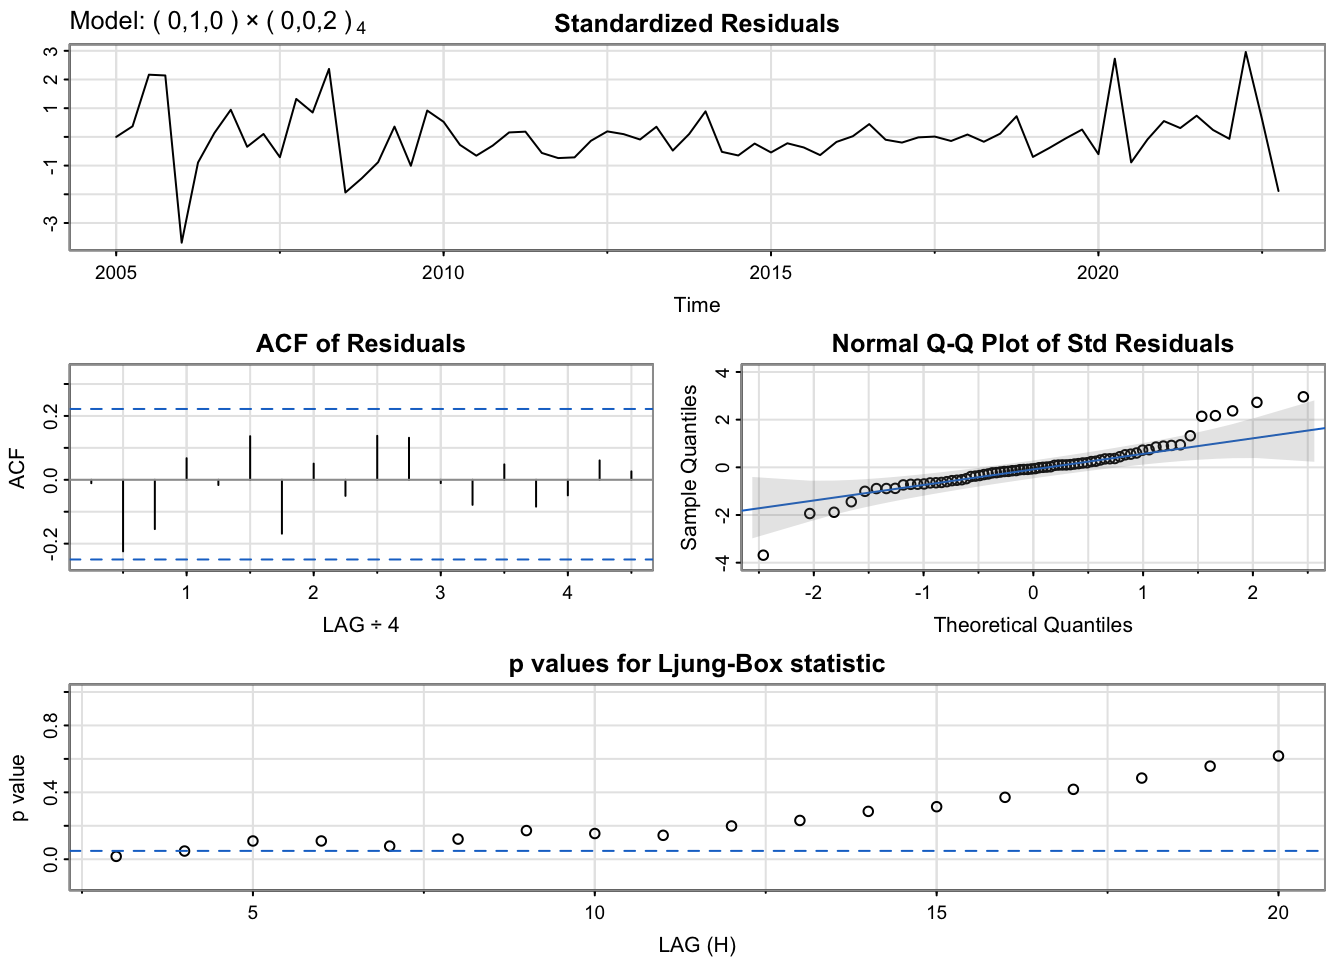 Model: ( 0,1,0 ) × ( 0,0,2 ) 4
Standardized Residuals
3
2
1
-1
-3
2005 2010 2015 2020
Time
ACF of Residuals
ACF
0.2
0.0
-0.2
1 2 3 4
LAG ÷ 4
Normal Q-Q Plot of Std Residuals
Sample Quantiles
4
2
0
-2
-4
-2 -1 0 1 2
Theoretical Quantiles
p values for Ljung-Box statistic
p value
0.8
0.4
0.0
5 10 15 20
LAG (H)